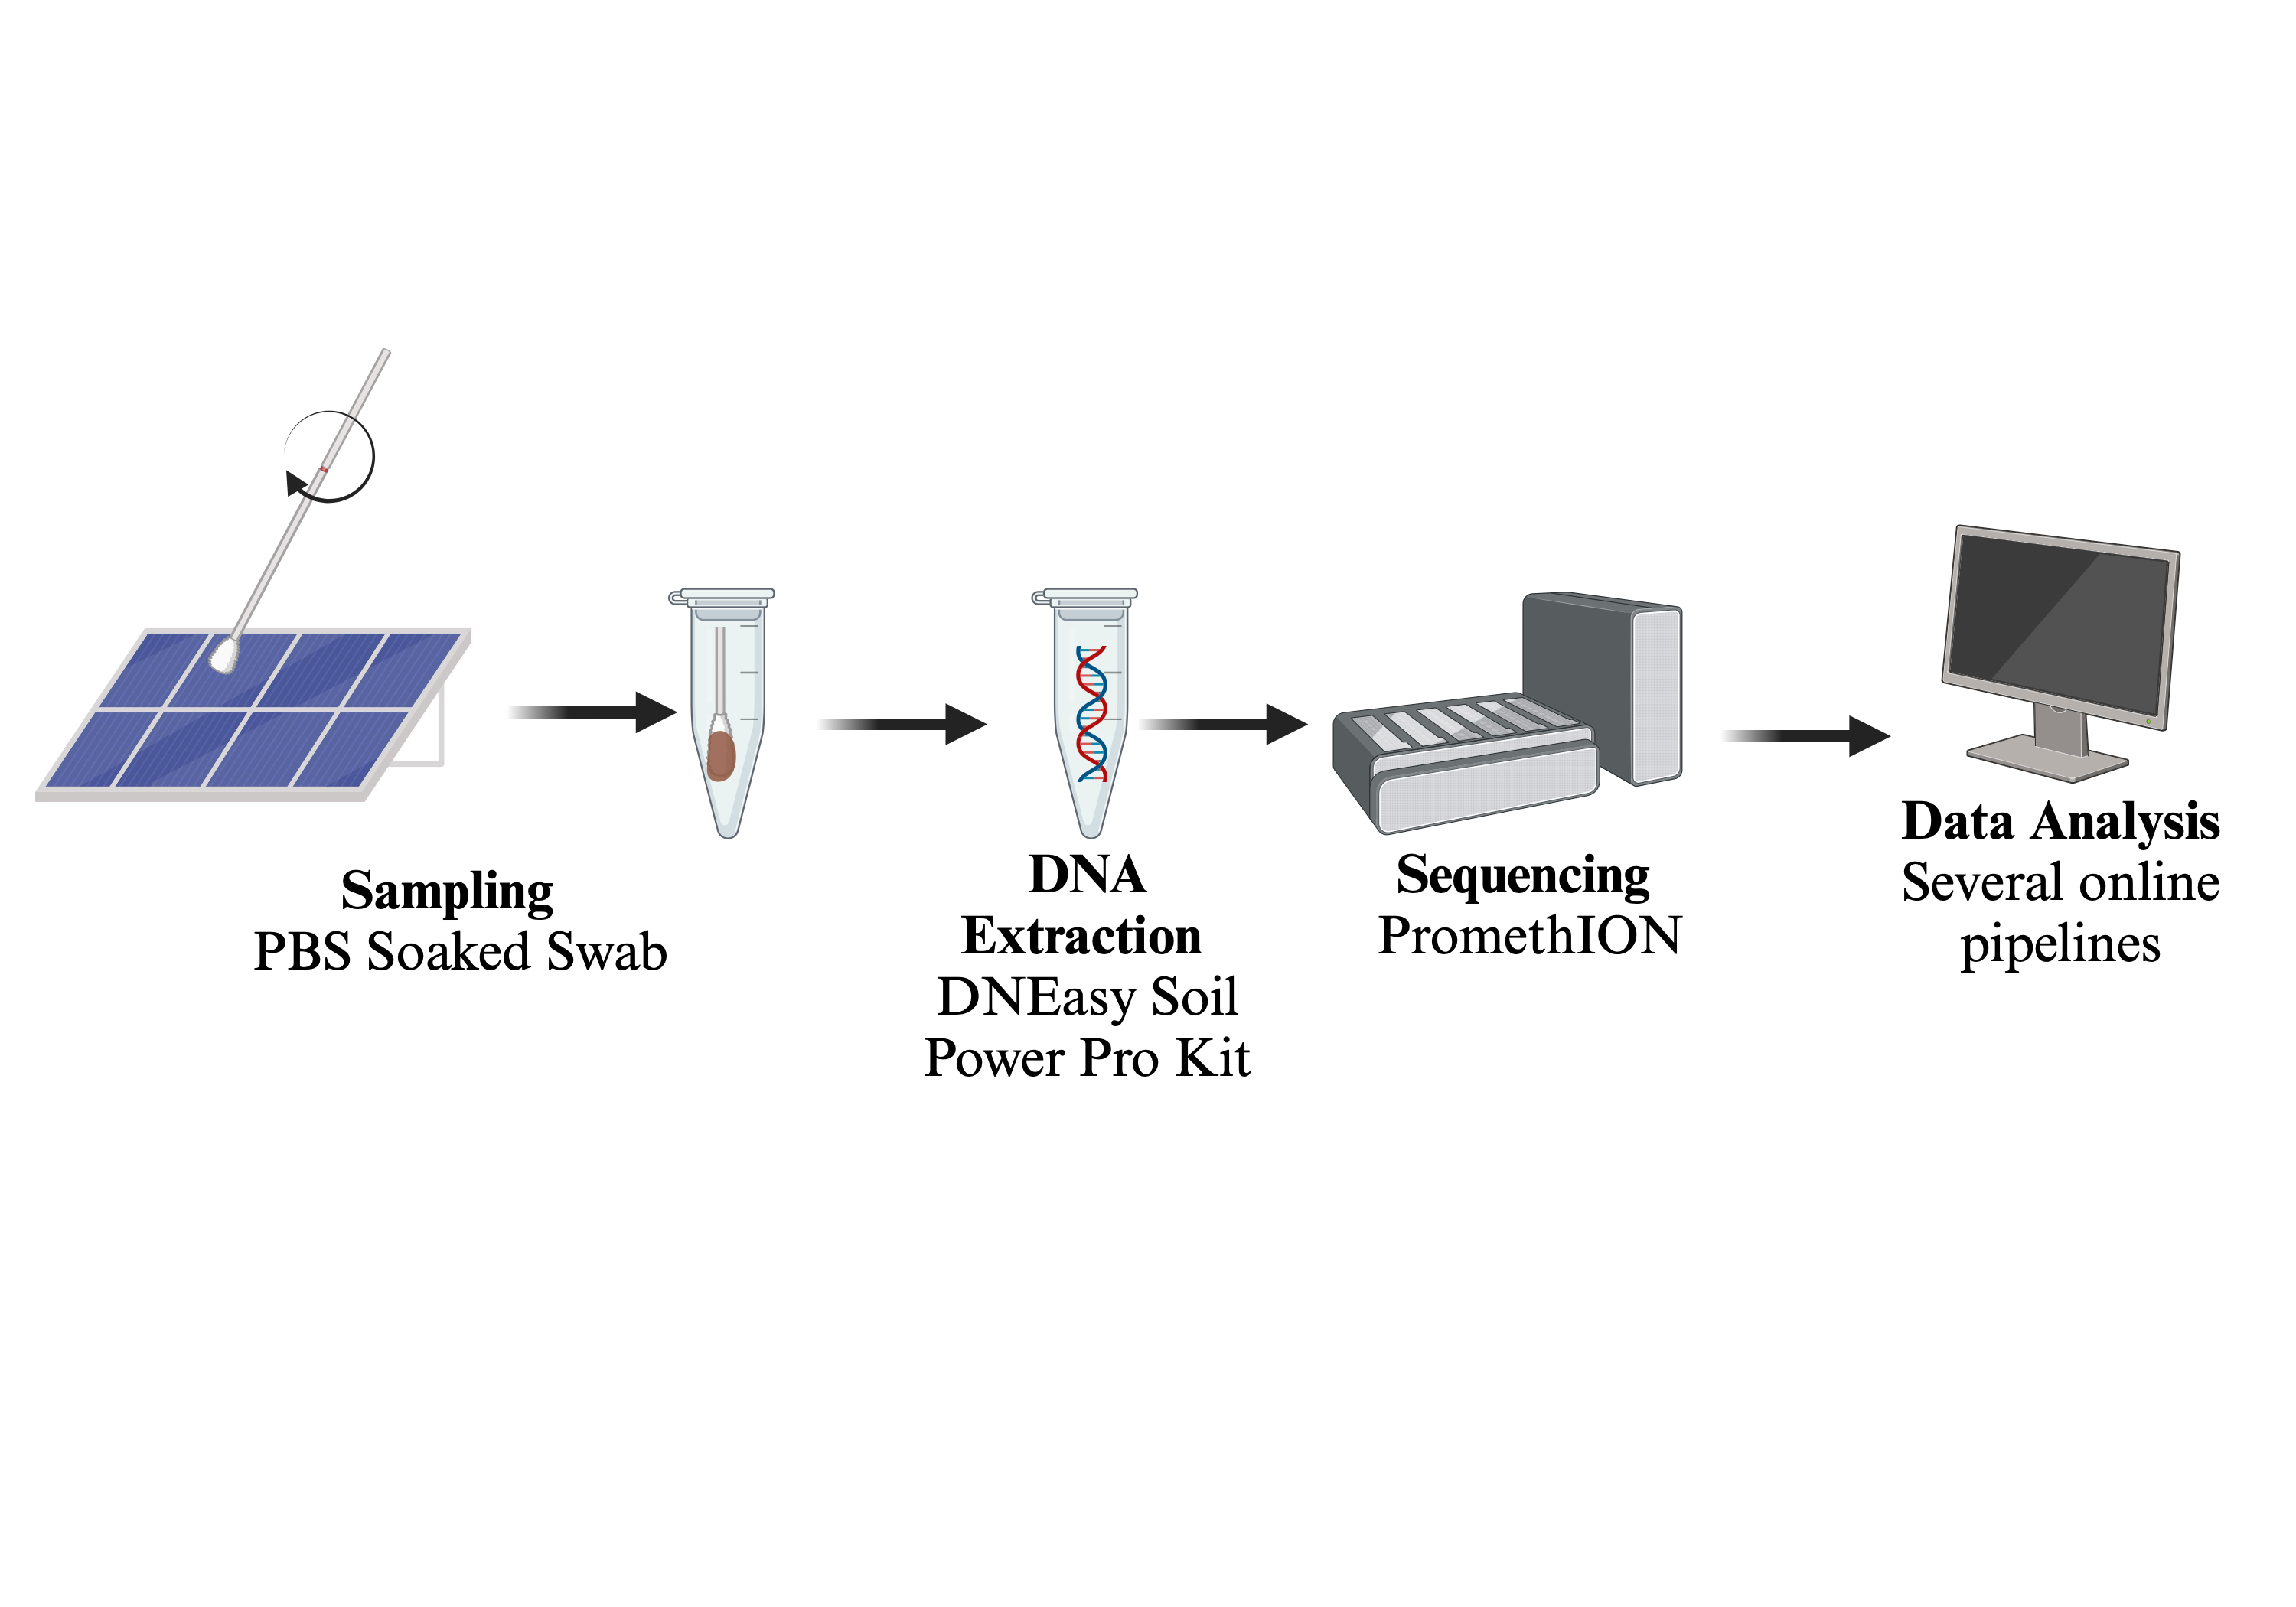 Sampling
PBS Soaked Swab
DNA
Extraction
DNEasy Soil
Power Pro Kit
Sequencing
PromethION
Data Analysis
Several online
pipelines